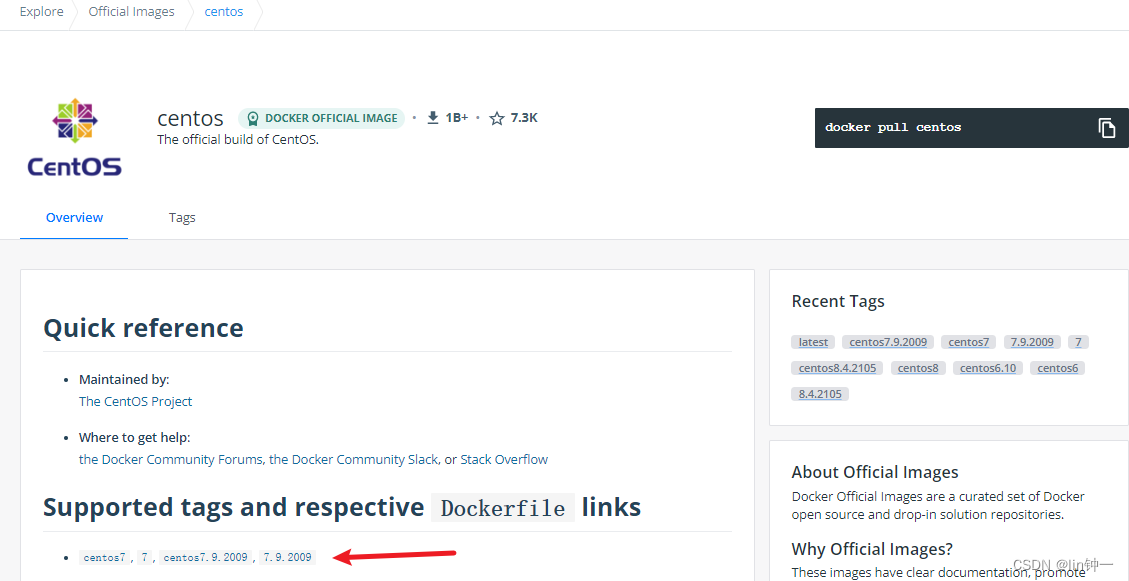 Explore Official Images centos
centos DOCKER OFFICIAL IMAGE • 1B+ • 7.3K
The official build of CentOS.
CentOS
docker pull centos
Overview Tags
Quick reference
• Maintained by:
The CentOS Project
• Where to get help:
the Docker Community Forums, the Docker Community Slack, or Stack Overflow
Supported tags and respective Dockerfile links
• centos7, 7, centos7.9.2009, 7.9.2009
Recent Tags
latest centos7.9.2009 centos7 7.9.2009 7
centos8.4.2105 centos8 centos6.10 centos6
8.4.2105
About Official Images
Docker Official Images are a curated set of Docker
open source and drop-in solution repositories.
Why Official Images?
These images have clear documentation, promote
CSDN @lin钟一